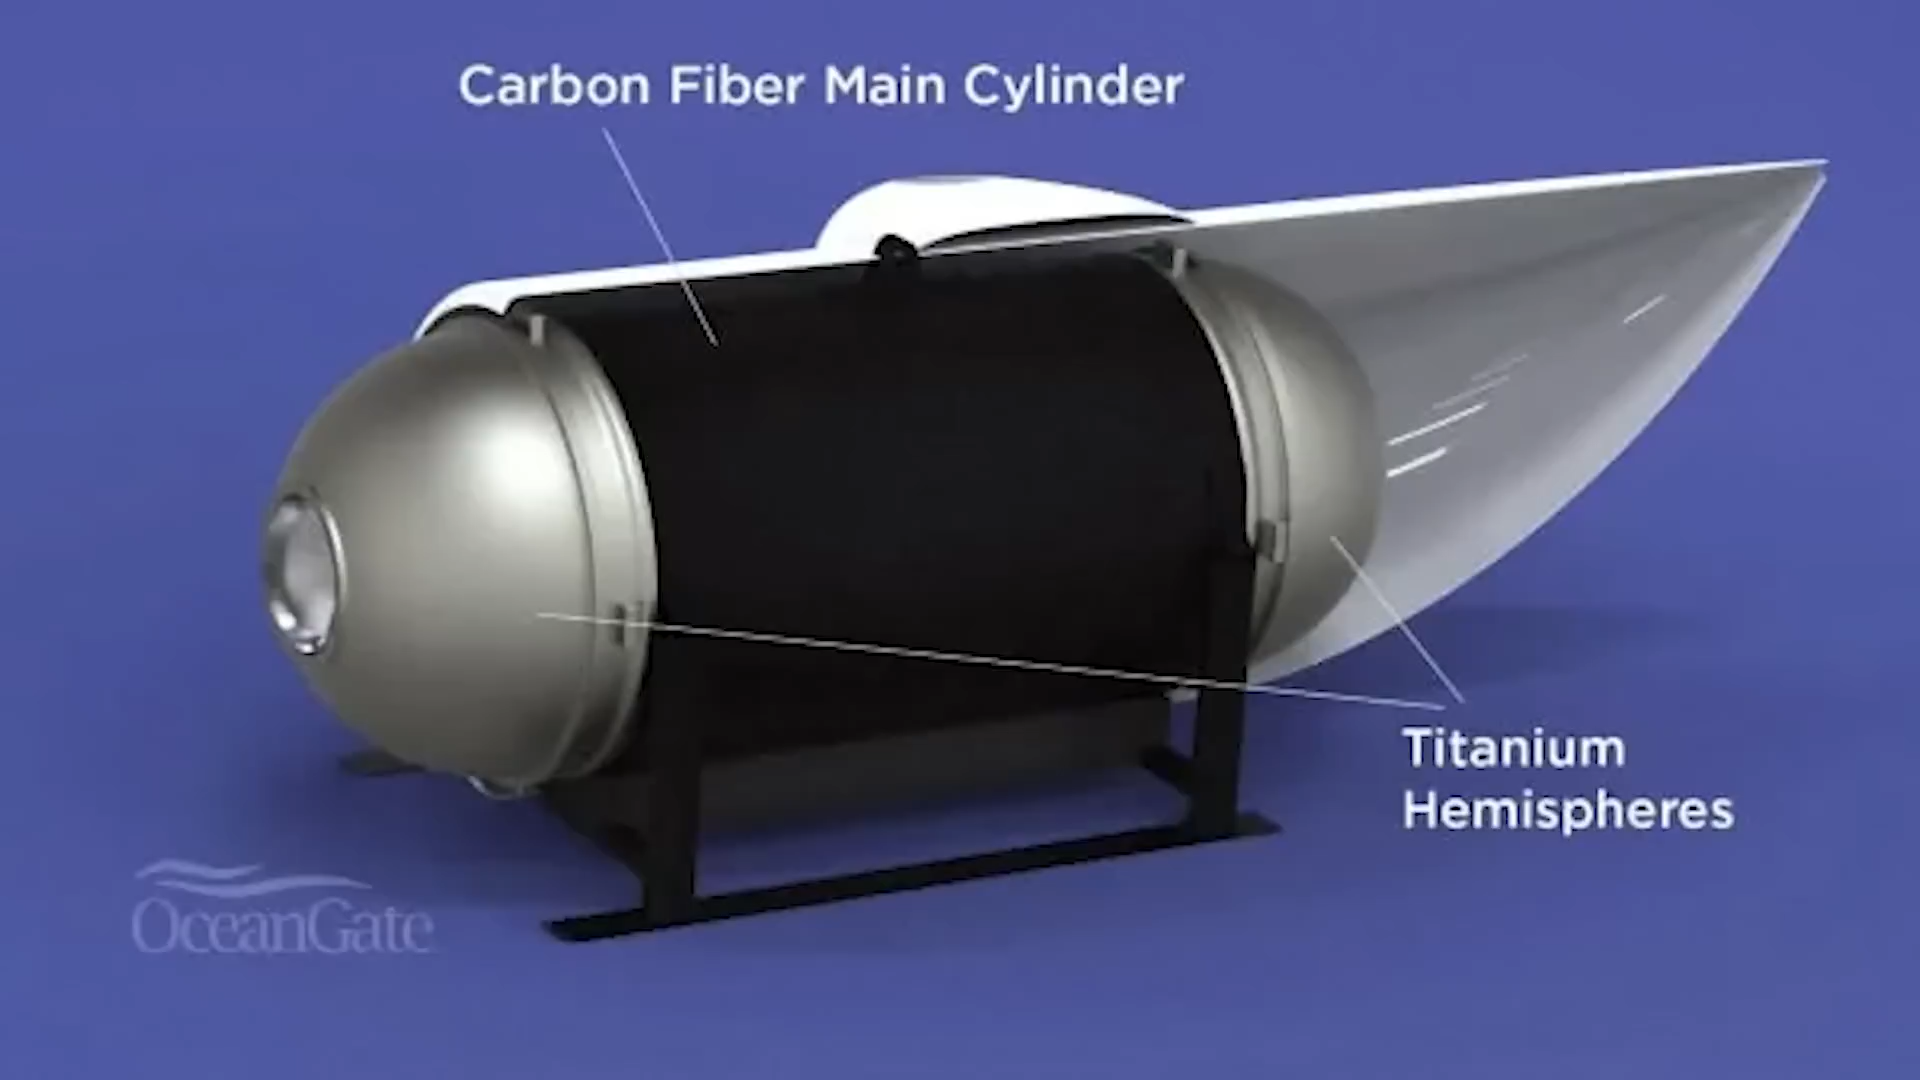 Carbon Fiber Main Cylinder
Titanium
Hemispheres
OceanGate